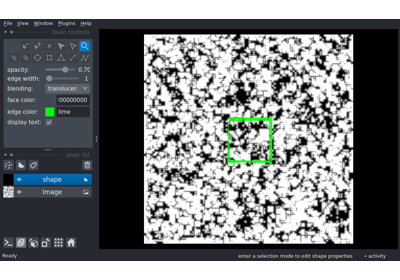 File View Window Plugins Help
layer controls
opacity: 0.70
edge width: 1
blending: translucen
face color: 00000000
edge color: lime
display text:
layer list
shape
Image
Ready
enter a selection mode to edit shape properties
activity